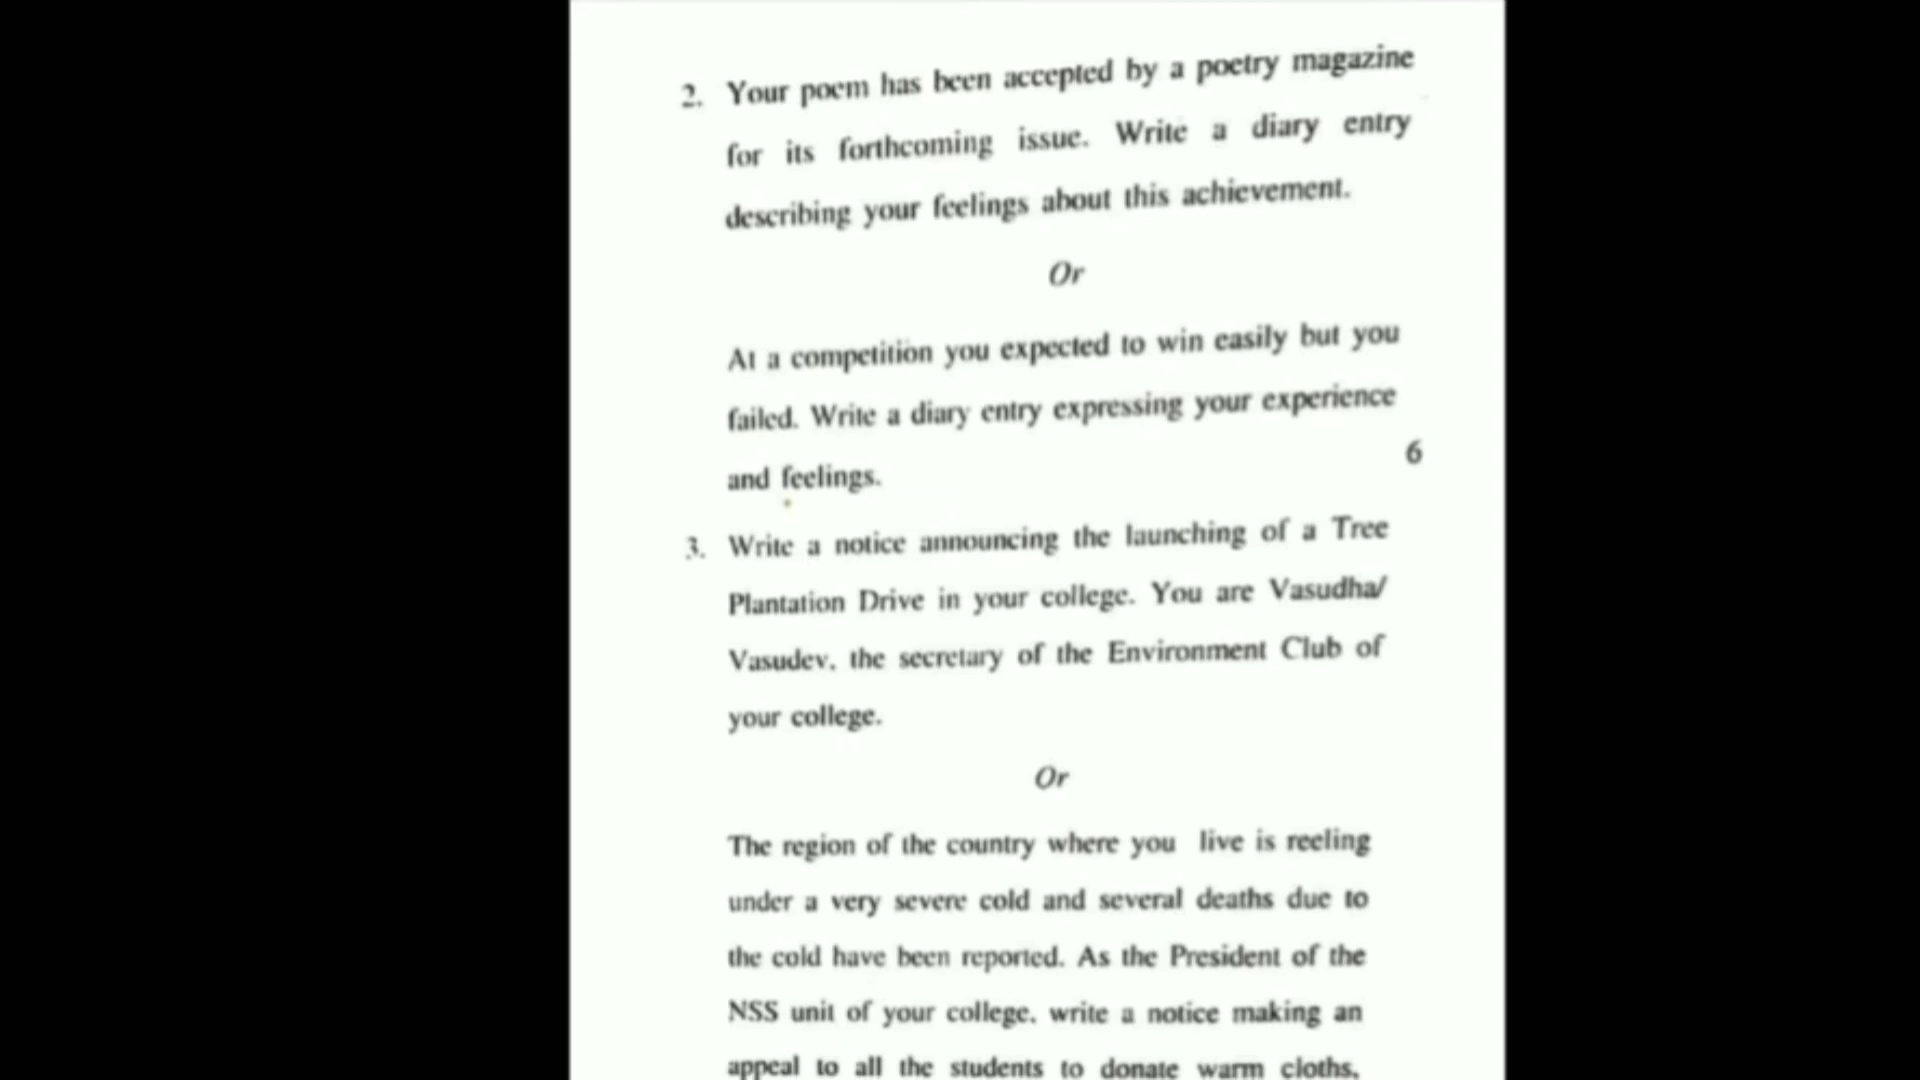 2. Your poem has been accepted by a poetry magazine
for its forthcoming issue. Write a diary entry
describing your feelings about this achievement.
Or
At a competition you expected to win easily but you
failed. Write a diary entry expressing your experience
and feelings. 6
3. Write a notice announcing the launching of a Tree
Plantation Drive in your college. You are Vasudha/
Vasudev, the secretary of the Environment Club of
your college.
Or
The region of the country where you live is reeling
under a very severe cold and several deaths due to
the cold have been reported. As the President of the
NSS unit of your college, write a notice making an
appeal to all the students to donate warm cloths,